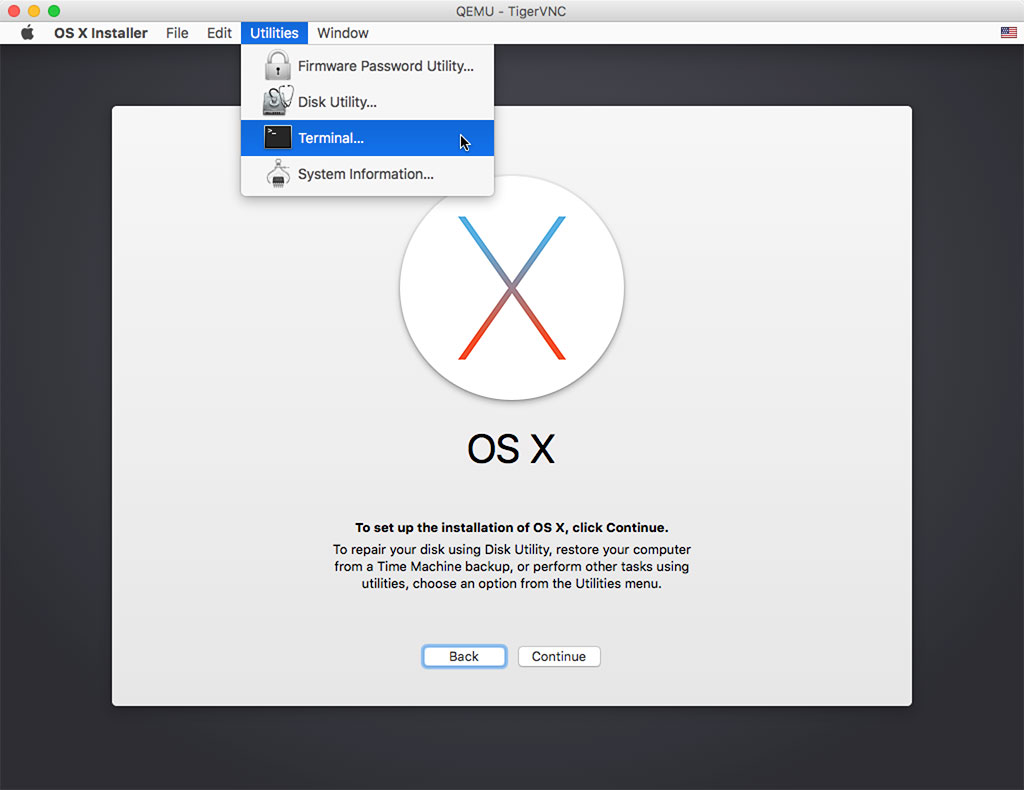 QEMU - TigerVNC
OS X Installer File Edit Utilities Window
Firmware Password Utility...
Disk Utility...
>_
Terminal...
System Information...
OS X
To set up the installation of OS X, click Continue.
To repair your disk using Disk Utility, restore your computer
from a Time Machine backup, or perform other tasks using
utilities, choose an option from the Utilities menu.
Back Continue